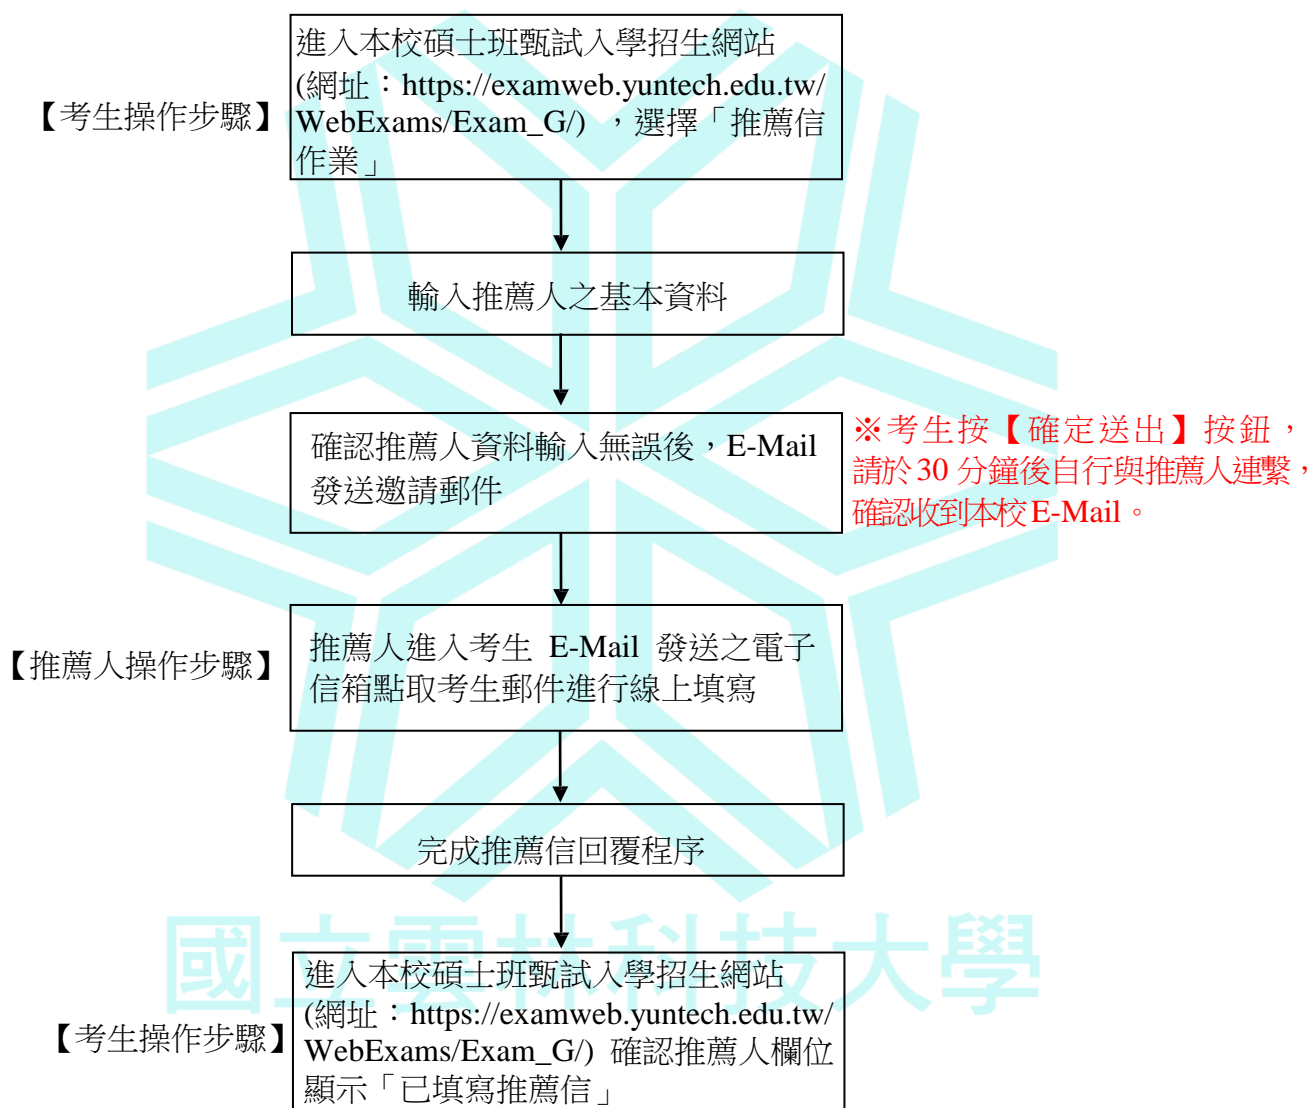 進入本校碩士班甄試入學招生網站
(網址：https://examweb.yuntech.edu.tw/
【考生操作步驟】
WebExams/Exam_G/) ，選擇「推薦信
作業」
輸入推薦人之基本資料
確認推薦人資料輸入無誤後，E-Mail
發送邀請郵件
※考生按【確定送出】按鈕，
請於30 分鐘後自行與推薦人連繫，
確認收到本校E-Mail。
【推薦人操作步驟】
推薦人進入考生 E-Mail 發送之電子
信箱點取考生郵件進行線上填寫
完成推薦信回覆程序
國立雲林科技大學
進入本校碩士班甄試入學招生網站
(網址：https://examweb.yuntech.edu.tw/
【考生操作步驟】
WebExams/Exam_G/) 確認推薦人欄位
顯示「已填寫推薦信」